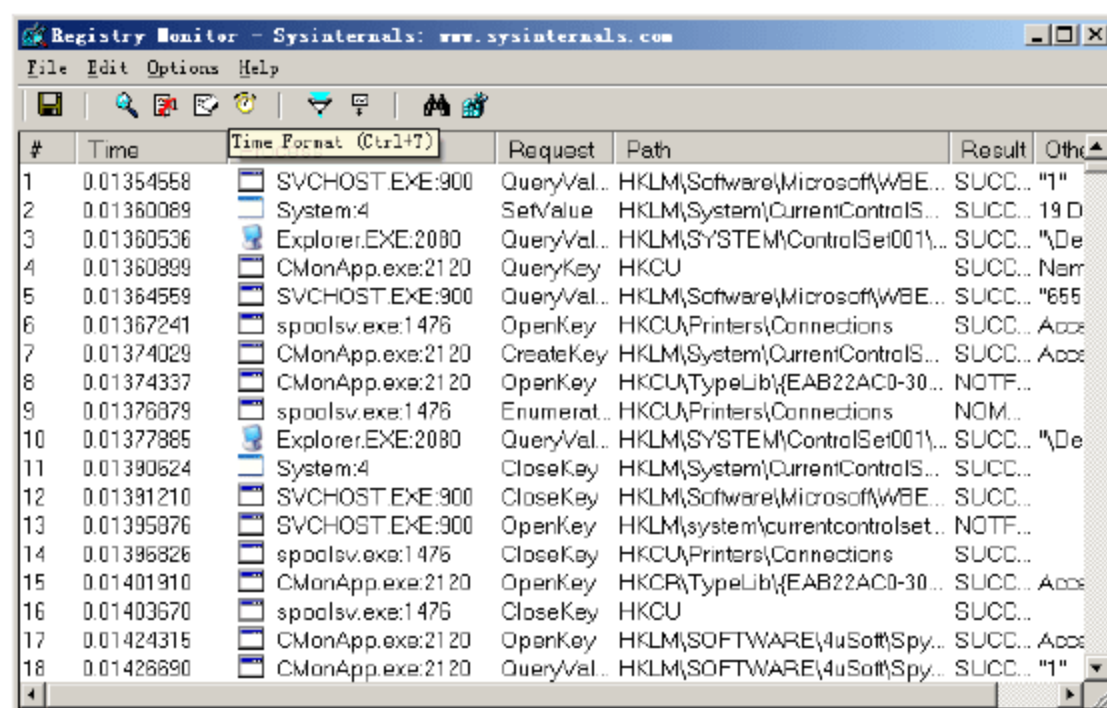 Registry Monitor - Sysinternals: www.sysinternals.com
File Edit Options Help
Time Format (Ctrl+T)
# Time Request Path Result Othe
1 0.01354558 SVCHOST.EXE:900 QueryVal... HKLM\Software\Microsoft\WBE... SUCC... "1"
2 0.01360089 System:4 SetValue HKLM\System\CurrentControlS... SUCC... 19 D
3 0.01360536 Explorer.EXE:2080 QueryVal... HKLM\SYSTEM\ControlSet001\... SUCC... "\De
4 0.01360899 CMonApp.exe:2120 QueryKey HKCU SUCC... Nam
5 0.01364559 SVCHOST.EXE:900 QueryVal... HKLM\Software\Microsoft\WBE... SUCC... "655
6 0.01367241 spoolsv.exe:1476 OpenKey HKCU\Printers\Connections SUCC... Acce
7 0.01374029 CMonApp.exe:2120 CreateKey HKLM\System\CurrentControlS... SUCC... Acce
8 0.01374337 CMonApp.exe:2120 OpenKey HKCU\TypeLib\{EAB22AC0-30... NOTF...
9 0.01376879 spoolsv.exe:1476 Enumerat... HKCU\Printers\Connections NOM...
10 0.01377885 Explorer.EXE:2080 QueryVal... HKLM\SYSTEM\ControlSet001\... SUCC... "\De
11 0.01390624 System:4 CloseKey HKLM\System\CurrentControlS... SUCC...
12 0.01391210 SVCHOST.EXE:900 CloseKey HKLM\Software\Microsoft\WBE... SUCC...
13 0.01395876 SVCHOST.EXE:900 OpenKey HKLM\system\currentcontrolset... NOTF...
14 0.01396826 spoolsv.exe:1476 CloseKey HKCU\Printers\Connections SUCC...
15 0.01401910 CMonApp.exe:2120 OpenKey HKCR\TypeLib\{EAB22AC0-30... SUCC... Acce
16 0.01403670 spoolsv.exe:1476 CloseKey HKCU SUCC...
17 0.01424315 CMonApp.exe:2120 OpenKey HKLM\SOFTWARE\4uSoft\Spy... SUCC... Acce
18 0.01426690 CMonApp.exe:2120 QueryVal... HKLM\SOFTWARE\4uSoft\Spy... SUCC... "1"